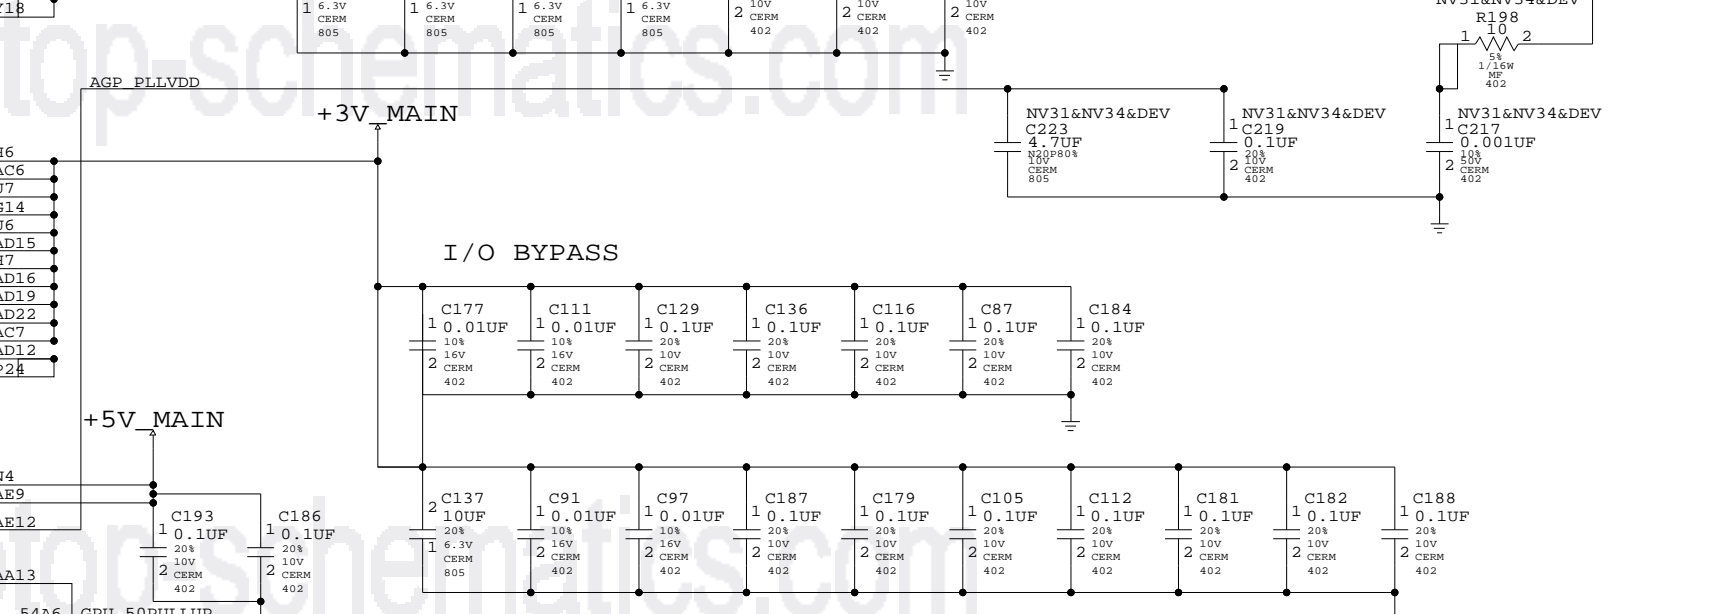 Y18
1 6.3V CERM 805
1 6.3V CERM 805
1 6.3V CERM 805
1 6.3V CERM 805
2 10V CERM 402
2 10V CERM 402
2 10V CERM 402
R198
10
1 2
5%
1/16W
MF
402
top-schematics.com
AGP_PLLVDD
+3V_MAIN
NV31&NV34&DEV
C223
4.7UF
N20P80%
10V
CERM
805
NV31&NV34&DEV
1 C219
0.1UF
20%
2 10V
CERM
402
NV31&NV34&DEV
1 C217
0.001UF
10%
2 50V
CERM
402
H6
AC6
J7
G14
J6
AD15
H7
AD16
AD19
AD22
AC7
AD12
P24
I/O BYPASS
C177
1 0.01UF
10%
16V
2 CERM
402
C111
1 0.01UF
10%
16V
2 CERM
402
C129
1 0.1UF
20%
10V
2 CERM
402
C136
1 0.1UF
20%
10V
2 CERM
402
C116
1 0.1UF
20%
10V
2 CERM
402
C87
1 0.1UF
20%
10V
2 CERM
402
C184
1 0.1UF
20%
10V
2 CERM
402
+5V_MAIN
N4
AE9
AE12
AA13
C193
1 0.1UF
20%
10V
2 CERM
402
C186
1 0.1UF
20%
10V
2 CERM
402
C137
2 10UF
20%
1 6.3V
CERM
805
C91
1 0.01UF
10%
16V
2 CERM
402
C97
1 0.01UF
10%
16V
2 CERM
402
C187
1 0.1UF
20%
10V
2 CERM
402
C179
1 0.1UF
20%
10V
2 CERM
402
C105
1 0.1UF
20%
10V
2 CERM
402
C112
1 0.1UF
20%
10V
2 CERM
402
C181
1 0.1UF
20%
10V
2 CERM
402
C182
1 0.1UF
20%
10V
2 CERM
402
C188
1 0.1UF
20%
10V
2 CERM
402
top-schematics.com
54A6 GPU_50PULLUP